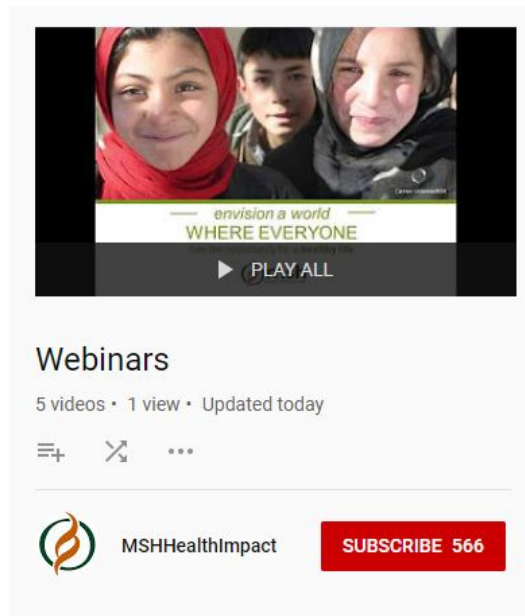 envision a world
WHERE EVERYONE
PLAY ALL
Webinars
5 videos • 1 view • Updated today
MSHHealthImpact
SUBSCRIBE 566